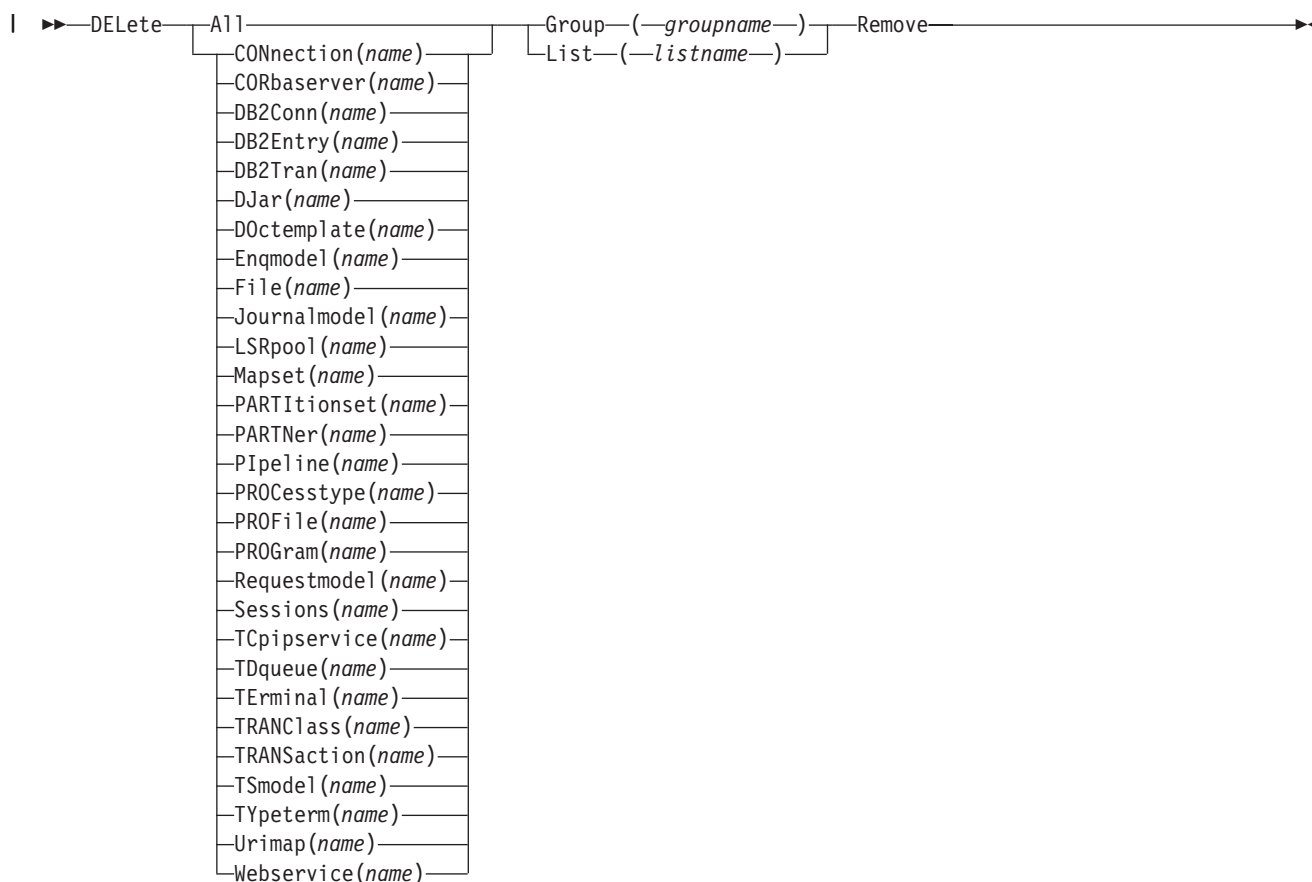 | ►►─DELete─All─Group─(─groupname─)─Remove─►◄
CONnection(name) List─(─listname─)
CORbaserver(name)
DB2Conn(name)
DB2Entry(name)
DB2Tran(name)
DJar(name)
DOctemplate(name)
Enqmodel(name)
File(name)
Journalmodel(name)
LSRpool(name)
Mapset(name)
PARTItionset(name)
PARTNer(name)
PIpeline(name)
PROCesstype(name)
PROFile(name)
PROGram(name)
Requestmodel(name)
Sessions(name)
TCpipservice(name)
TDqueue(name)
TErminal(name)
TRANClass(name)
TRANSaction(name)
TSmodel(name)
TYpeterm(name)
Urimap(name)
Webservice(name)